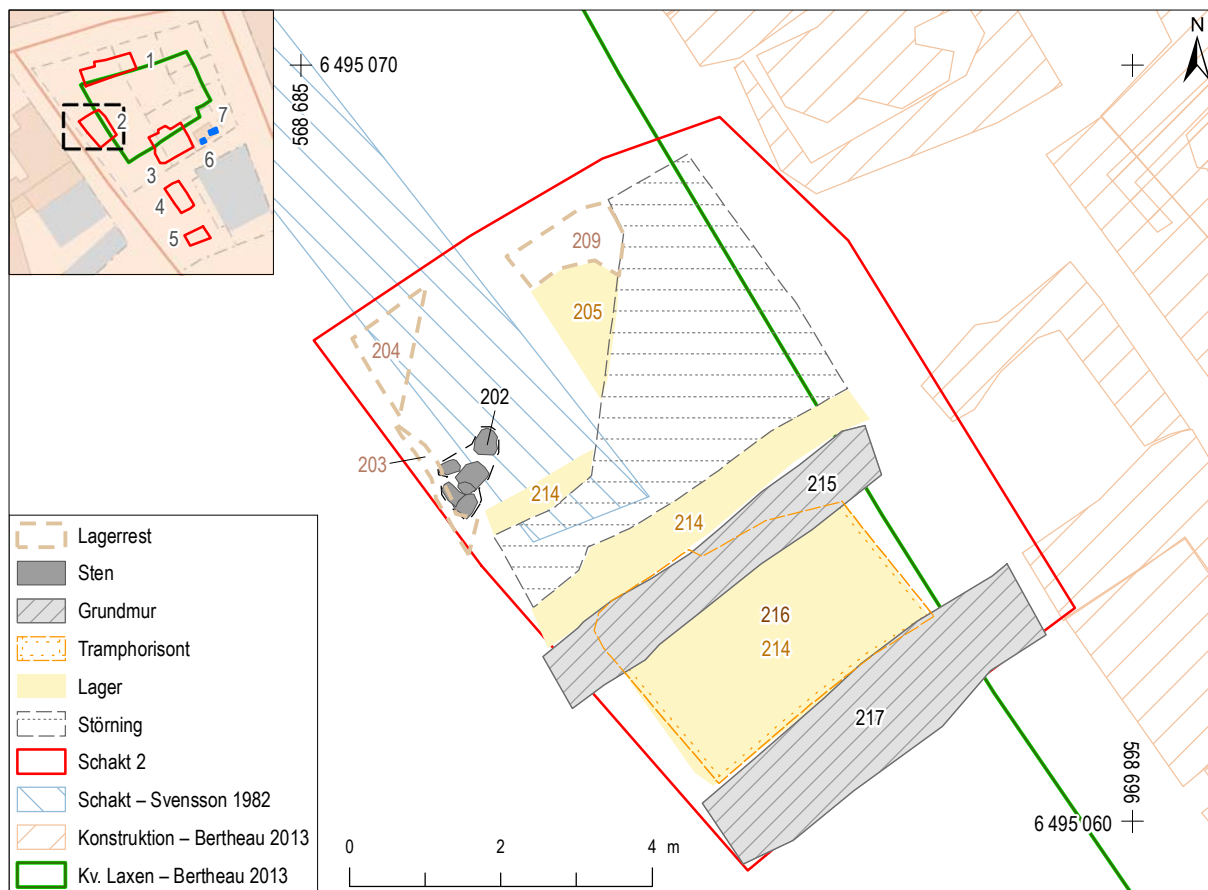 1
2
7
6
3
4
5
6 495 070
568 685
N
209
205
204
202
203
214
215
214
216
214
217
568 696
6 495 060
Lagerrest
Sten
Grundmur
Tramphorisont
Lager
Störning
Schakt 2
Schakt – Svensson 1982
Konstruktion – Bertheau 2013
Kv. Laxen – Bertheau 2013
0 2 4 m